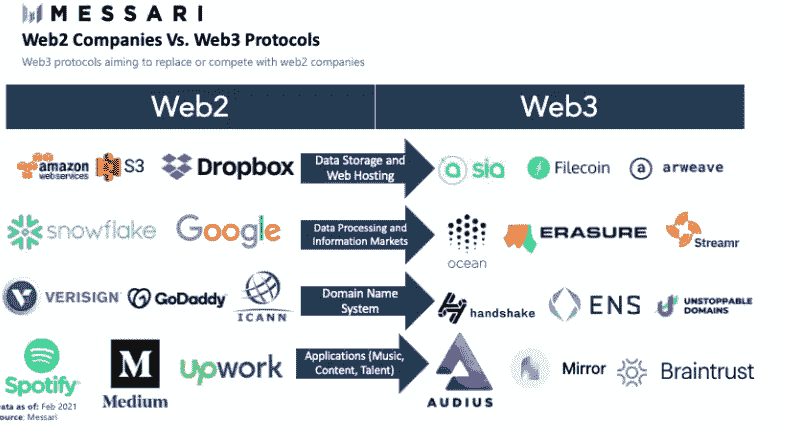 MESSARI
Web2 Companies Vs. Web3 Protocols
Web3 protocols aiming to replace or compete with web2 companies
Web2
Web3
amazon webservices
S3
Dropbox
Data Storage and
Web Hosting
sia
Filecoin
arweave
snowflake
Google
Data Processing and
Information Markets
ocean
ERASURE
Streamr
VERISIGN
GoDaddy
ICANN
Domain Name
System
handshake
ENS
UNSTOPPABLE
DOMAINS
Spotify
M
Medium
upwork
Applications (Music,
Content, Talent)
AUDIUS
Mirror
Braintrust
ata as of: Feb 2021
ource: Messari